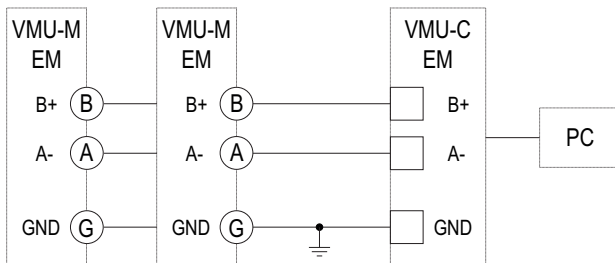 VMU-M
EM
B+ B
A- A
GND G
VMU-M
EM
B+ B
A- A
GND G
VMU-C
EM
B+
A-
GND
PC